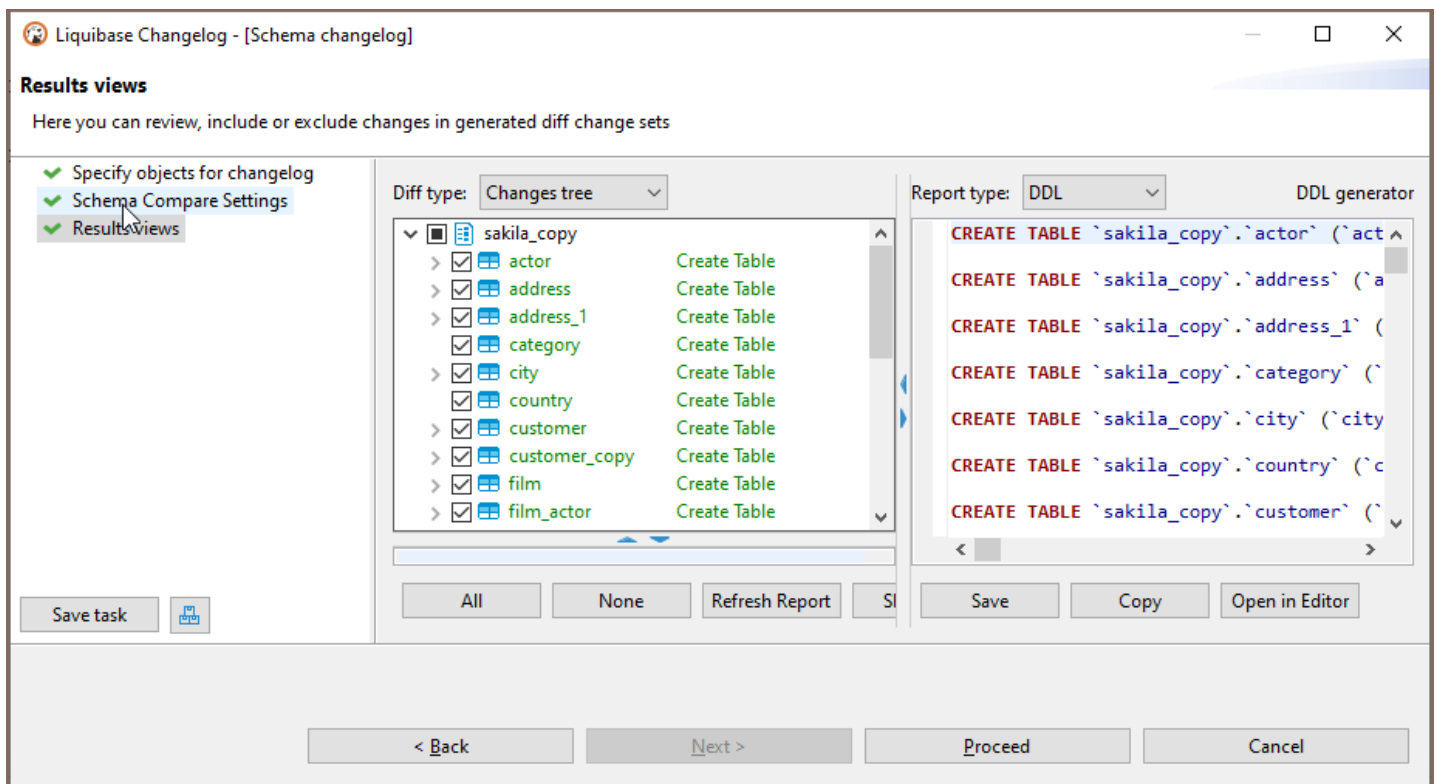 Liquibase Changelog - [Schema changelog]
Results views
Here you can review, include or exclude changes in generated diff change sets
Specify objects for changelog
Schema Compare Settings
Results views
Save task
Diff type: Changes tree
sakila_copy
actor Create Table
address Create Table
address_1 Create Table
category Create Table
city Create Table
country Create Table
customer Create Table
customer_copy Create Table
film Create Table
film_actor Create Table
All None Refresh Report
Report type: DDL DDL generator
CREATE TABLE `sakila_copy`.`actor` (`act
CREATE TABLE `sakila_copy`.`address` (`a
CREATE TABLE `sakila_copy`.`address_1` (
CREATE TABLE `sakila_copy`.`category` (`
CREATE TABLE `sakila_copy`.`city` (`city
CREATE TABLE `sakila_copy`.`country` (`c
CREATE TABLE `sakila_copy`.`customer` (`
Save Copy Open in Editor
< Back Next > Proceed Cancel